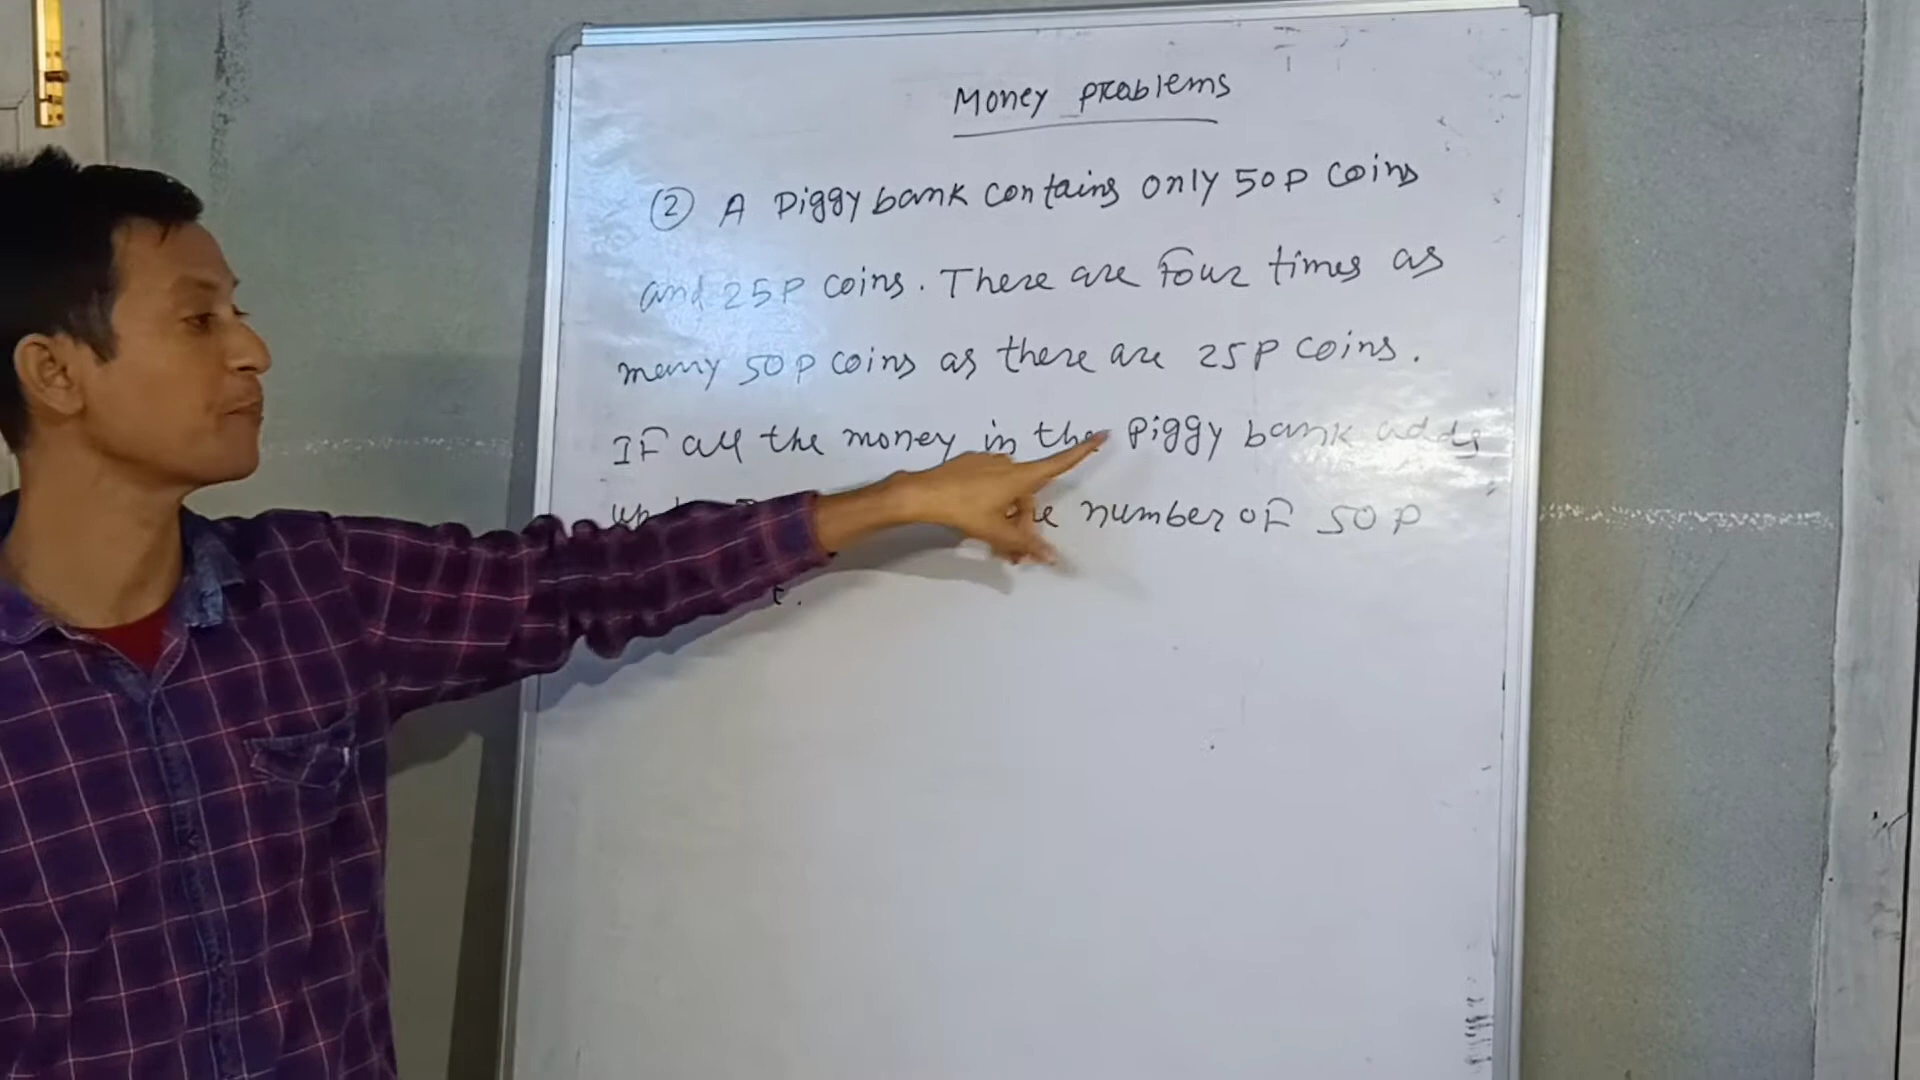 Money problems
② A piggy bank contains only 50P coins
and 25P coins. There are four times as
many 50P coins as there are 25P coins.
If all the money in the piggy bank adds
number of 50P